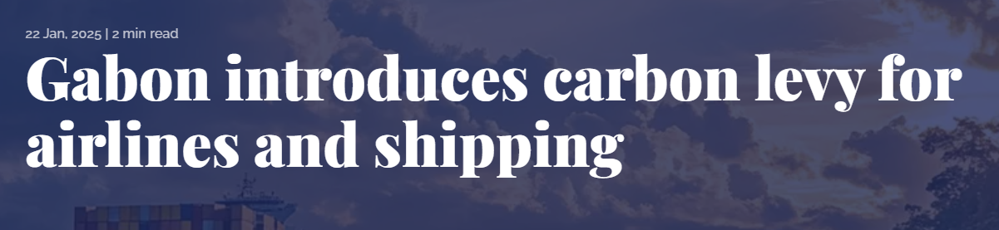 22 Jan, 2025 | 2 min read
Gabon introduces carbon levy for
airlines and shipping